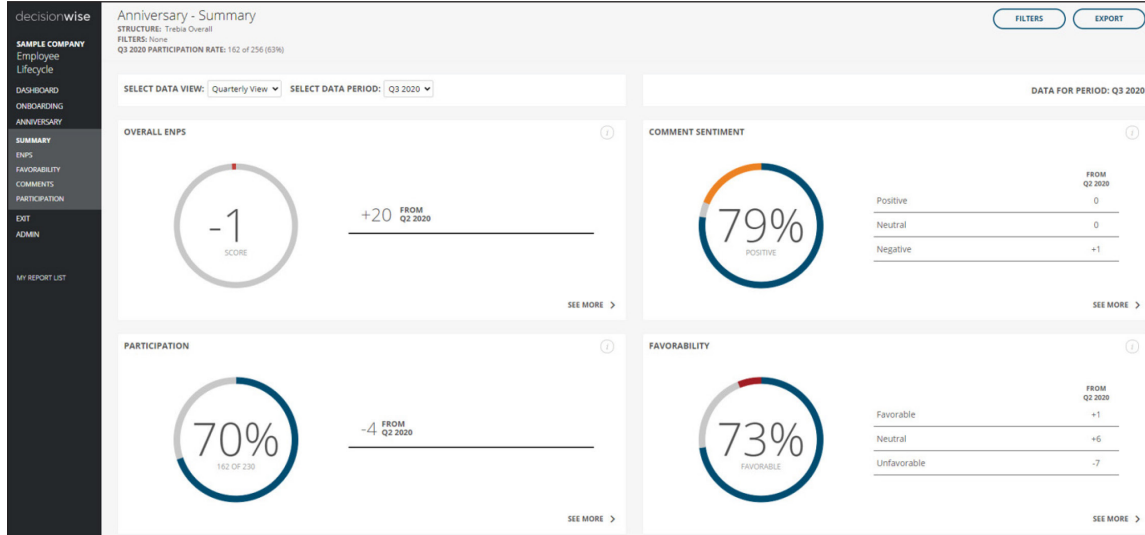 decisionwise
SAMPLE COMPANY
Employee
Lifecycle
DASHBOARD
ONBOARDING
ANNIVERSARY
SUMMARY
ENPS
FAVORABILITY
COMMENTS
PARTICIPATION
EXIT
ADMIN
MY REPORT LIST
Anniversary - Summary
STRUCTURE: Trebia Overall
FILTERS: None
Q3 2020 PARTICIPATION RATE: 162 of 256 (63%)
FILTERS
EXPORT
SELECT DATA VIEW: Quarterly View SELECT DATA PERIOD: Q3 2020
DATA FOR PERIOD: Q3 2020
OVERALL ENPS
-1
SCORE
+20 FROM
Q2 2020
SEE MORE >
COMMENT SENTIMENT
79%
POSITIVE
FROM
Q2 2020
Positive 0
Neutral 0
Negative +1
SEE MORE >
PARTICIPATION
70%
162 OF 230
-4 FROM
Q2 2020
SEE MORE >
FAVORABILITY
73%
FAVORABLE
FROM
Q2 2020
Favorable +1
Neutral +6
Unfavorable -7
SEE MORE >